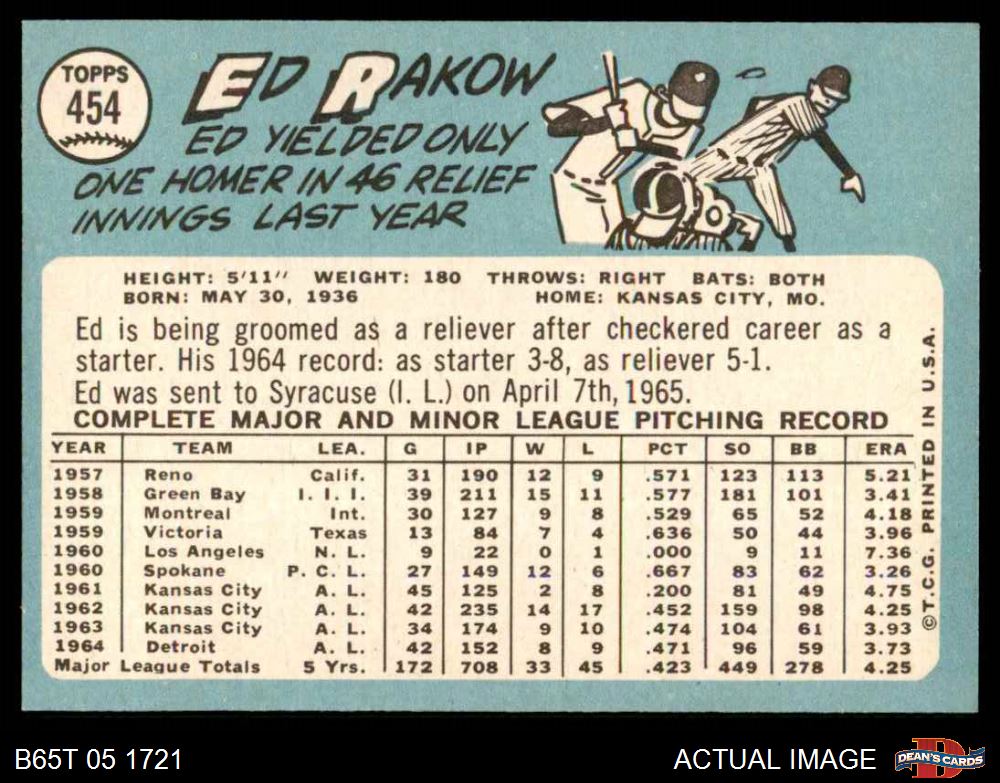 TOPPS
454
ED RAKOW
ED YIELDED ONLY
ONE HOMER IN 46 RELIEF
INNINGS LAST YEAR
HEIGHT: 5'11" WEIGHT: 180 THROWS: RIGHT BATS: BOTH
BORN: MAY 30, 1936 HOME: KANSAS CITY, MO.
Ed is being groomed as a reliever after checkered career as a
starter. His 1964 record: as starter 3-8, as reliever 5-1.
Ed was sent to Syracuse (I. L.) on April 7th, 1965.
COMPLETE MAJOR AND MINOR LEAGUE PITCHING RECORD
YEAR TEAM LEA. G IP W L PCT SO BB ERA
1957 Reno Calif. 31 190 12 9 .571 123 113 5.21
1958 Green Bay I. I. I. 39 211 15 11 .577 181 101 3.41
1959 Montreal Int. 30 127 9 8 .529 65 52 4.18
1959 Victoria Texas 13 84 7 4 .636 50 44 3.96
1960 Los Angeles N. L. 9 22 0 1 .000 9 11 7.36
1960 Spokane P. C. L. 27 149 12 6 .667 83 62 3.26
1961 Kansas City A. L. 45 125 2 8 .200 81 49 4.75
1962 Kansas City A. L. 42 235 14 17 .452 159 98 4.25
1963 Kansas City A. L. 34 174 9 10 .474 104 61 3.93
1964 Detroit A. L. 42 152 8 9 .471 96 59 3.73
Major League Totals 5 Yrs. 172 708 33 45 .423 449 278 4.25
©T.C.G. PRINTED IN U.S.A.
B65T 05 1721
ACTUAL IMAGE
D
DEAN'S CARDS